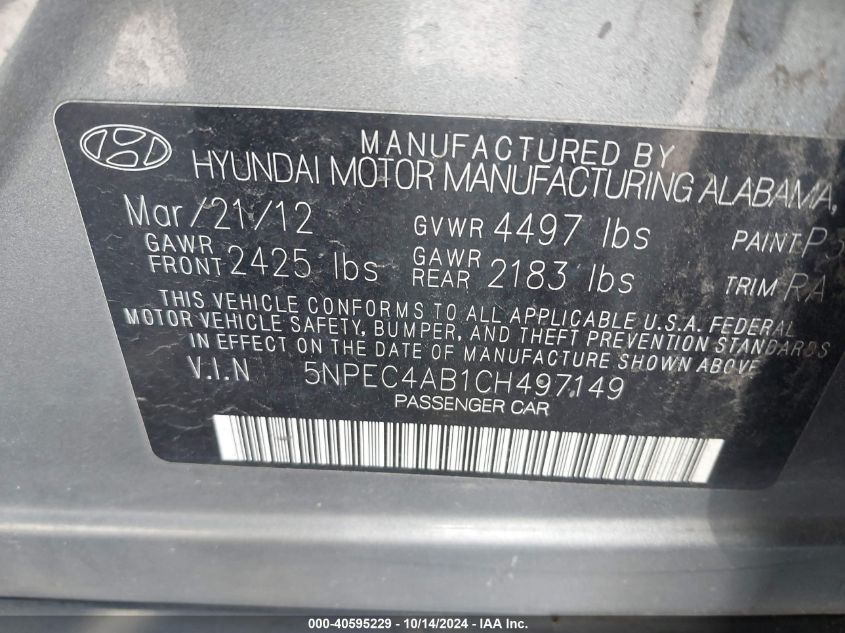 MANUFACTURED BY
HYUNDAI MOTOR MANUFACTURING ALABAMA,
Mar/21/12 GVWR 4497 lbs PAINT P3
GAWR FRONT 2425 lbs GAWR REAR 2183 lbs TRIM RA
THIS VEHICLE CONFORMS TO ALL APPLICABLE U.S.A. FEDERAL
MOTOR VEHICLE SAFETY, BUMPER, AND THEFT PREVENTION STANDARDS
IN EFFECT ON THE DATE OF MANUFACTURE SHOWN ABOVE
V.I.N 5NPEC4AB1CH497149
PASSENGER CAR
000-40595229 - 10/14/2024 - IAA Inc.